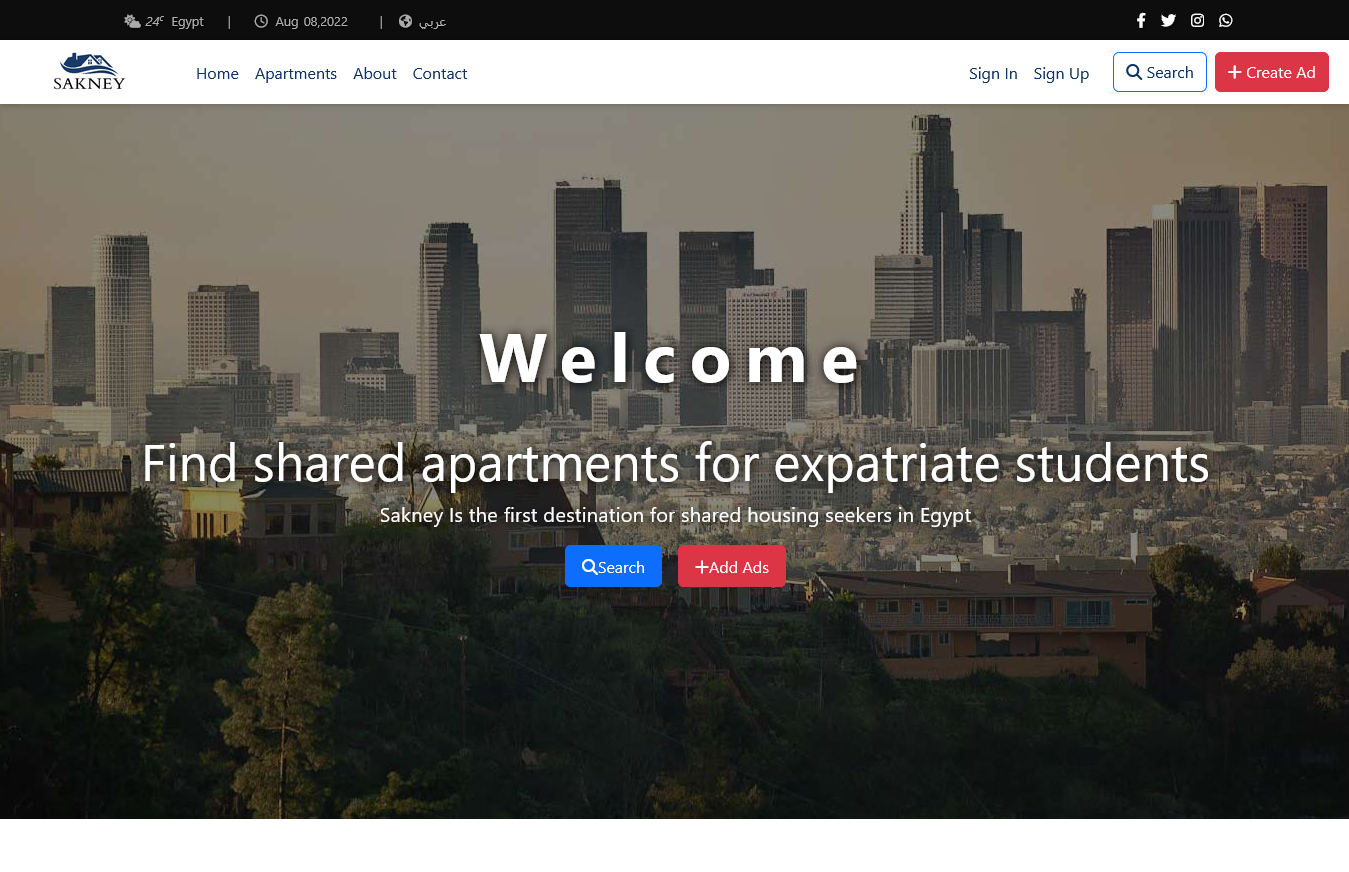 24c Egypt | Aug 08,2022 | عربي
SAKNEY Home Apartments About Contact Sign In Sign Up Search Create Ad
Welcome
Find shared apartments for expatriate students
Sakney Is the first destination for shared housing seekers in Egypt
Search Add Ads